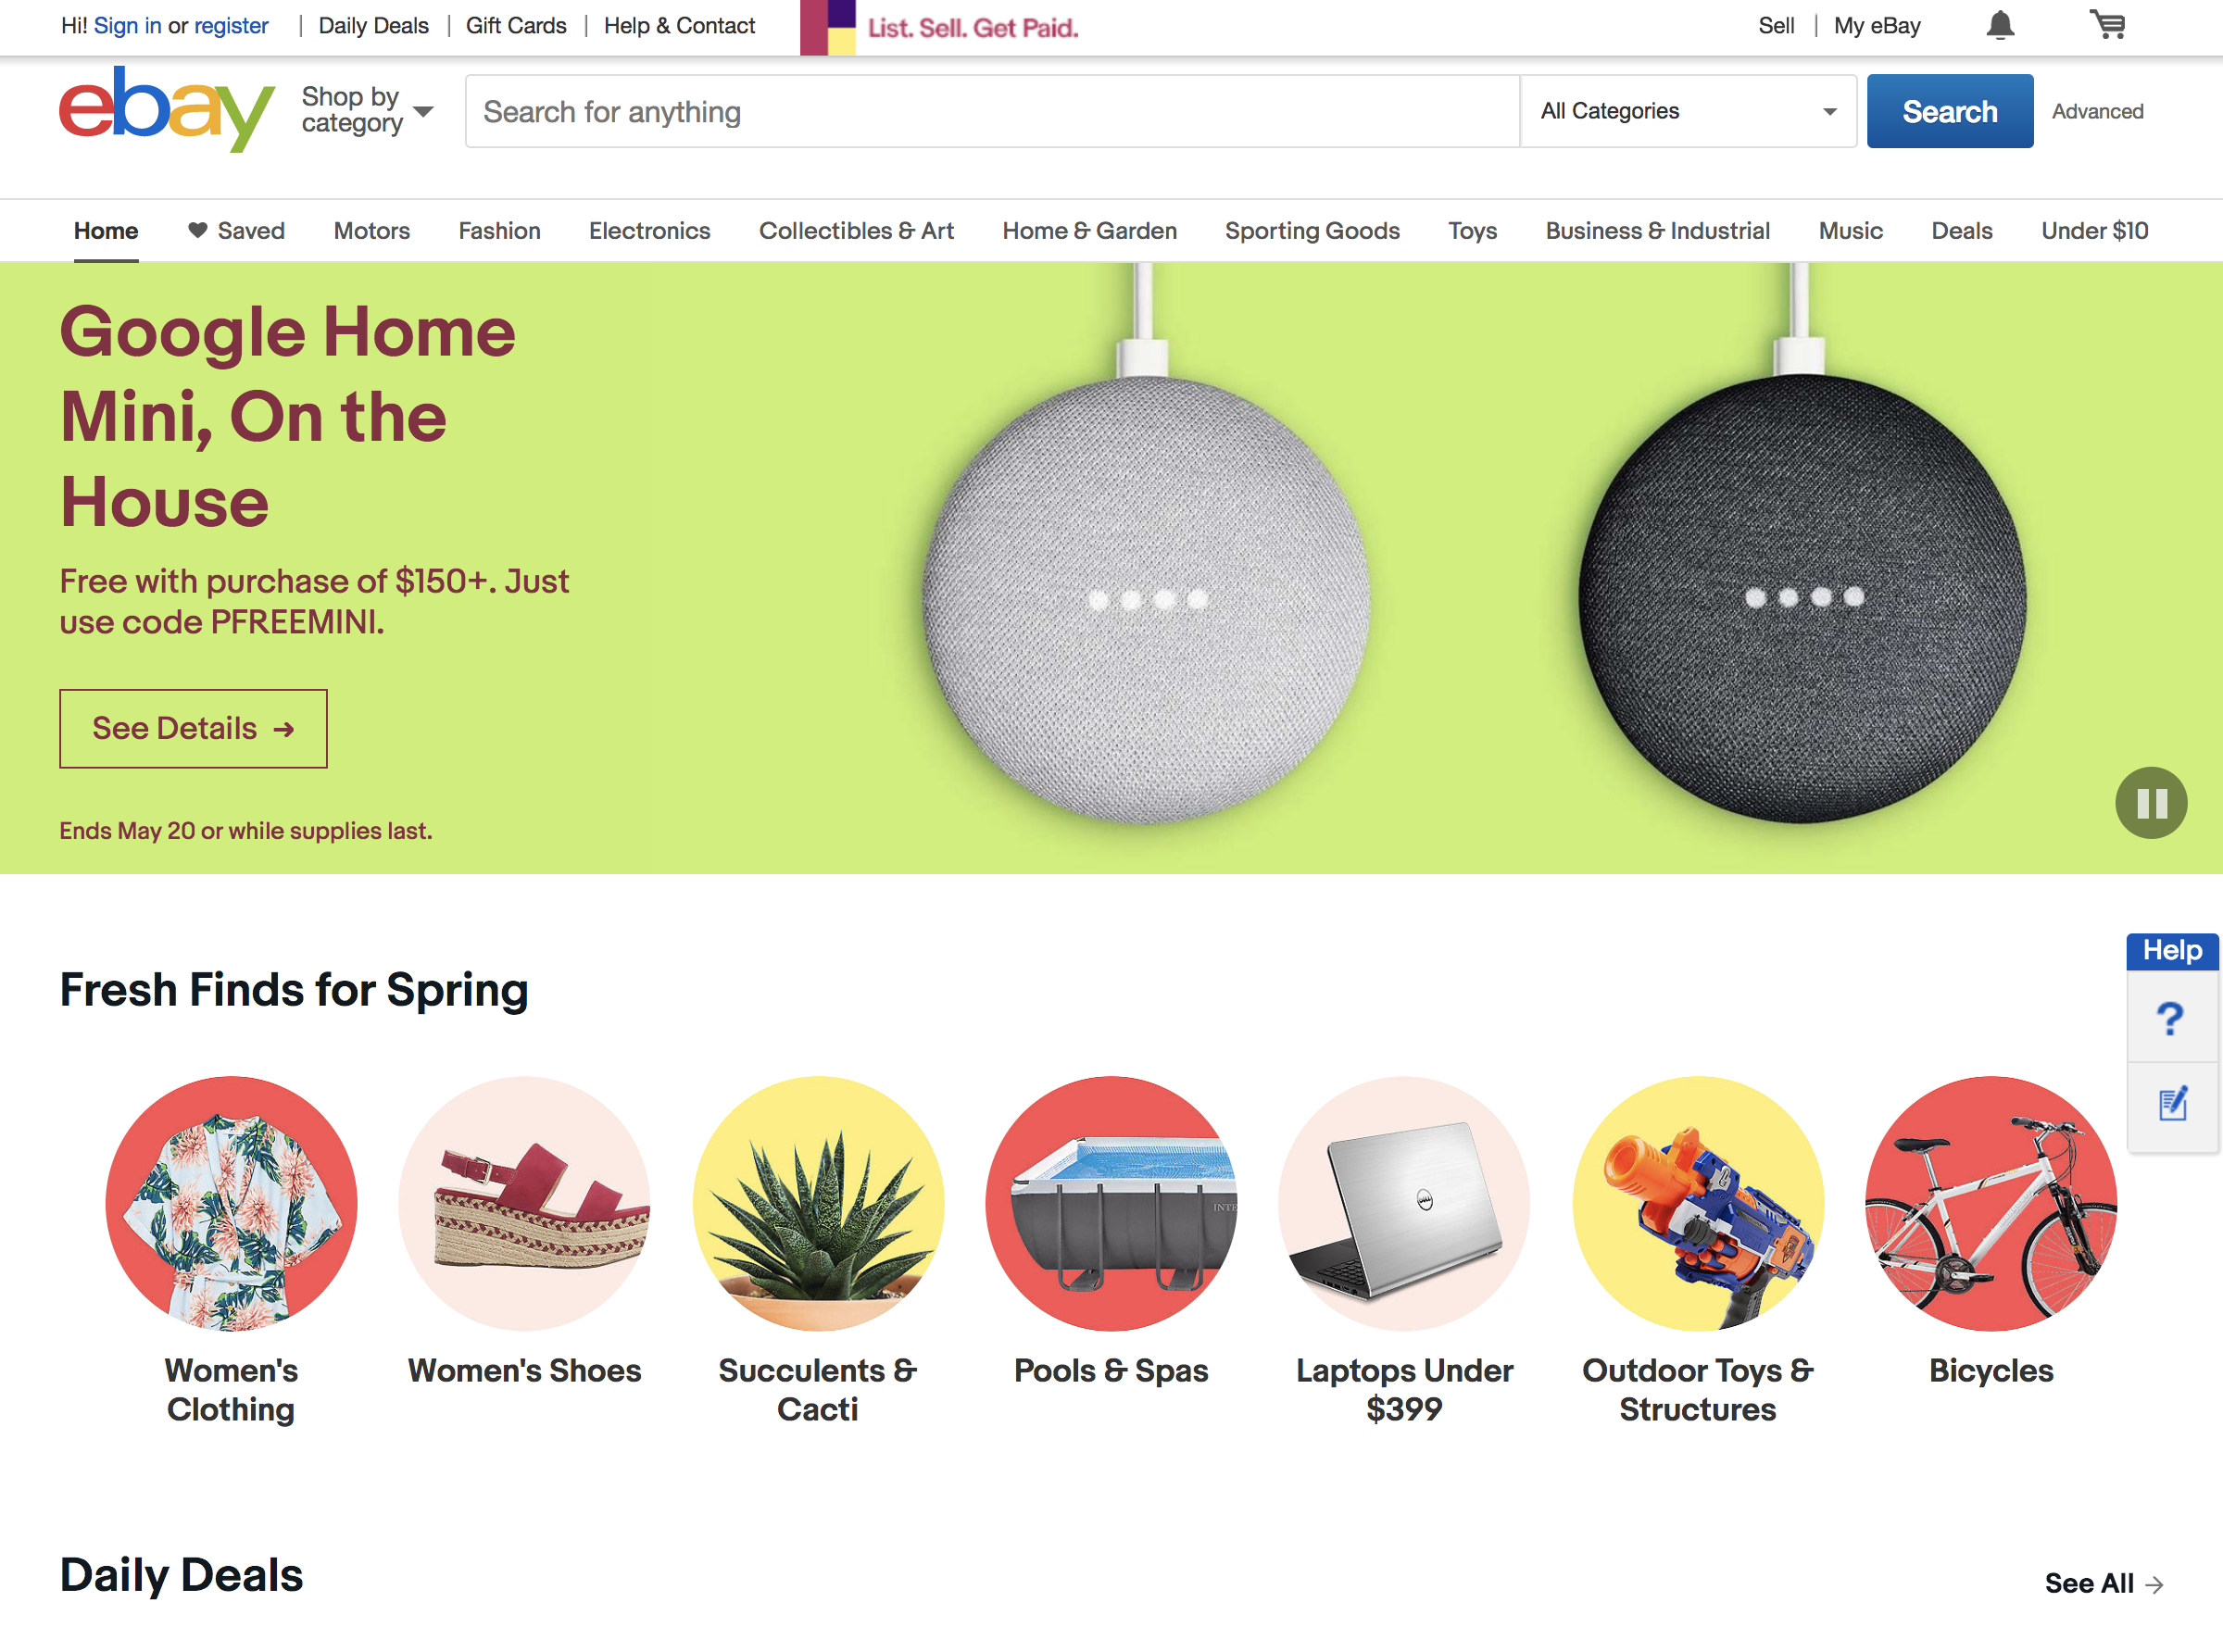 Hi! Sign in or register | Daily Deals | Gift Cards | Help & Contact
List. Sell. Get Paid.
Sell | My eBay
ebay
Shop by
category
Search for anything
All Categories
Search
Advanced
Home
Saved
Motors
Fashion
Electronics
Collectibles & Art
Home & Garden
Sporting Goods
Toys
Business & Industrial
Music
Deals
Under $10
Google Home
Mini, On the
House
Free with purchase of $150+. Just
use code PFREEMINI.
See Details →
Ends May 20 or while supplies last.
Help
?
Fresh Finds for Spring
INTE
DELL
Women's
Clothing
Women's Shoes
Succulents &
Cacti
Pools & Spas
Laptops Under
$399
Outdoor Toys &
Structures
Bicycles
Daily Deals
See All →